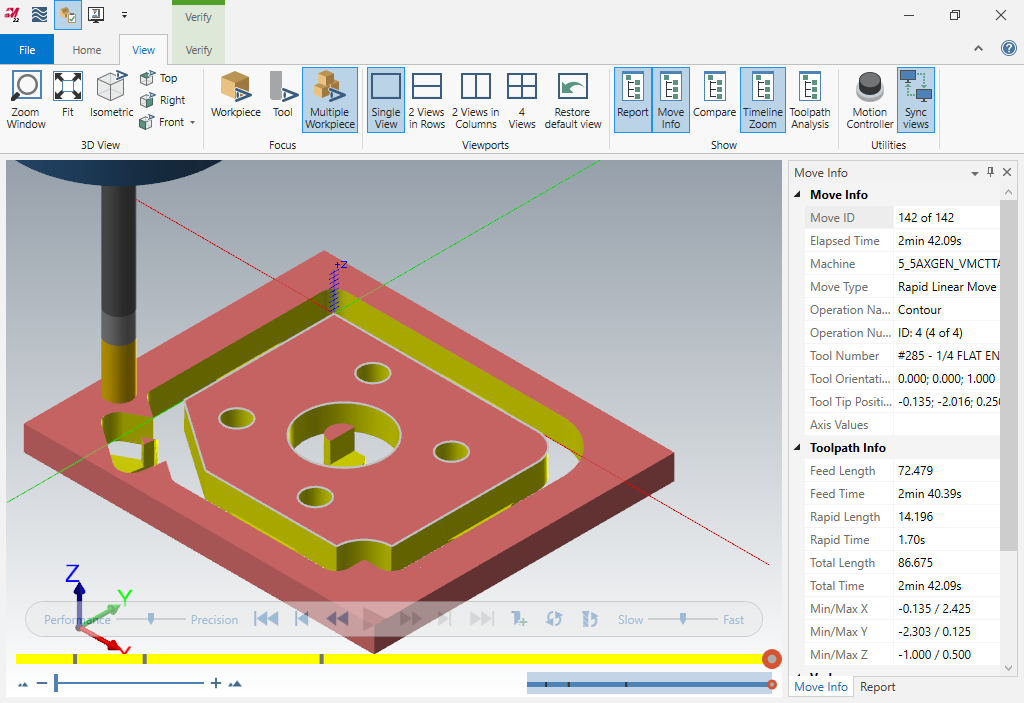 22
Verify
File
Home
View
Verify
Zoom Window
Fit
Isometric
Top
Right
Front
3D View
Workpiece
Tool
Multiple Workpiece
Focus
Single View
2 Views in Rows
2 Views in Columns
4 Views
Restore default view
Viewports
Report
Move Info
Compare
Timeline Zoom
Toolpath Analysis
Show
Motion Controller
Sync views
Utilities
+Z
Z
Y
Performance
Precision
Slow
Fast
Move Info
Move Info
Move ID 142 of 142
Elapsed Time 2min 42.09s
Machine 5_5AXGEN_VMCTTA
Move Type Rapid Linear Move
Operation Na... Contour
Operation Nu... ID: 4 (4 of 4)
Tool Number #285 - 1/4 FLAT EN
Tool Orientati... 0.000; 0.000; 1.000
Tool Tip Positi... -0.135; -2.016; 0.250
Axis Values
Toolpath Info
Feed Length 72.479
Feed Time 2min 40.39s
Rapid Length 14.196
Rapid Time 1.70s
Total Length 86.675
Total Time 2min 42.09s
Min/Max X -0.135 / 2.425
Min/Max Y -2.303 / 0.125
Min/Max Z -1.000 / 0.500
Move Info
Report